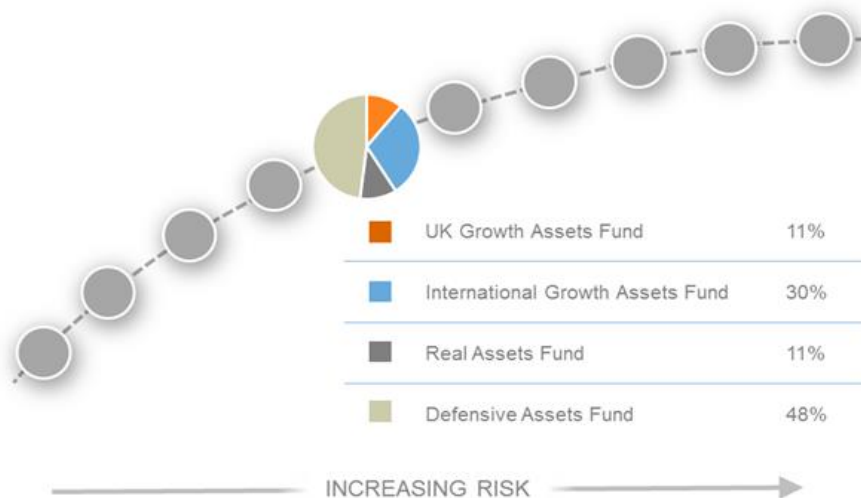 UK Growth Assets Fund 11%
International Growth Assets Fund 30%
Real Assets Fund 11%
Defensive Assets Fund 48%
INCREASING RISK